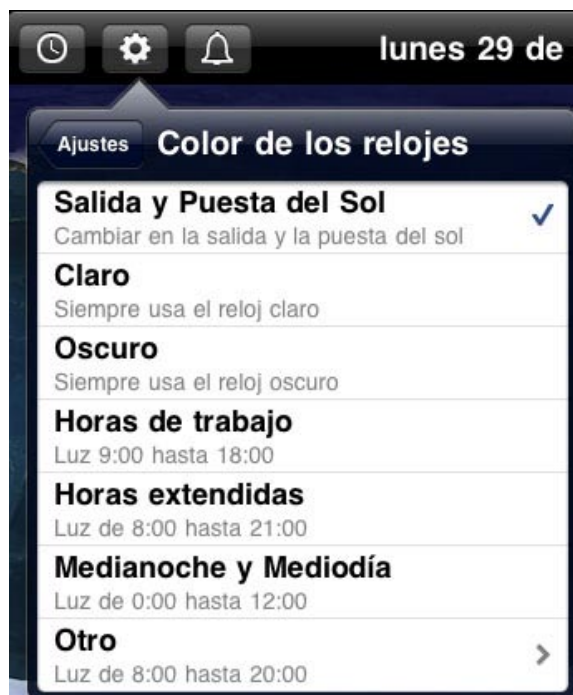 lunes 29 de
Ajustes Color de los relojes
Salida y Puesta del Sol
Cambiar en la salida y la puesta del sol
Claro
Siempre usa el reloj claro
Oscuro
Siempre usa el reloj oscuro
Horas de trabajo
Luz 9:00 hasta 18:00
Horas extendidas
Luz de 8:00 hasta 21:00
Medianoche y Mediodía
Luz de 0:00 hasta 12:00
Otro
Luz de 8:00 hasta 20:00